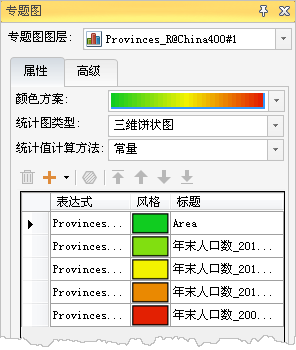 专题图
专题图图层: Provinces_R@China400#1
属性 高级
颜色方案:
统计图类型: 三维饼状图
统计值计算方法: 常量
表达式 风格 标题
Provinces... Area
Provinces... 年末人口数_201...
Provinces... 年末人口数_201...
Provinces... 年末人口数_201...
Provinces... 年末人口数_200...